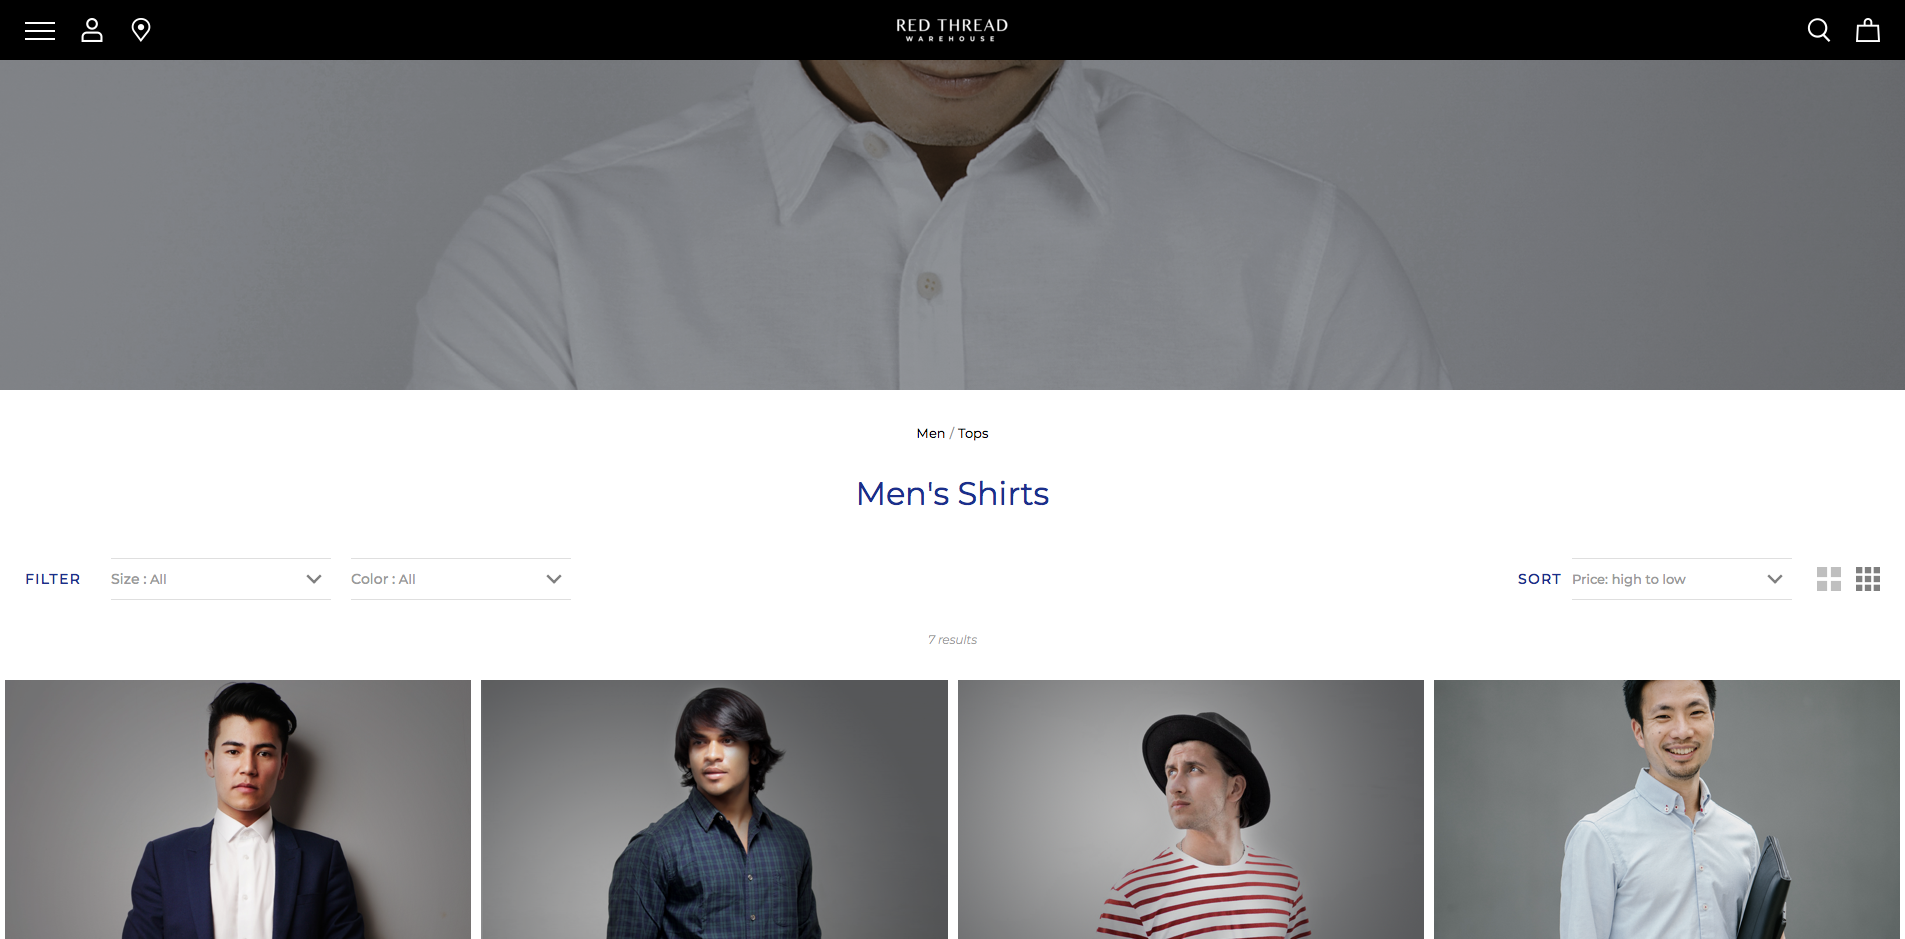 RED THREAD
WAREHOUSE
Men / Tops
Men's Shirts
FILTER
Size : All
Color : All
SORT
Price: high to low
7 results